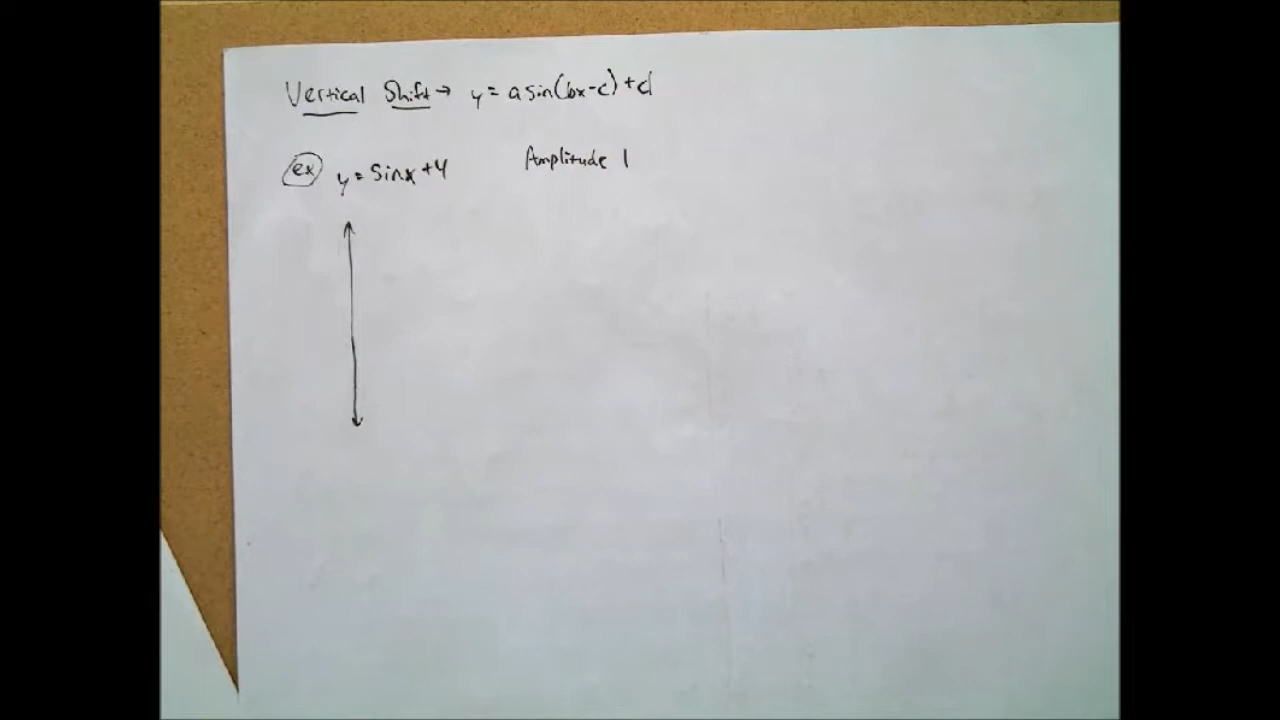 Vertical Shift → y = a sin(bx-c) + d
ex y = sinx + 4 Amplitude 1